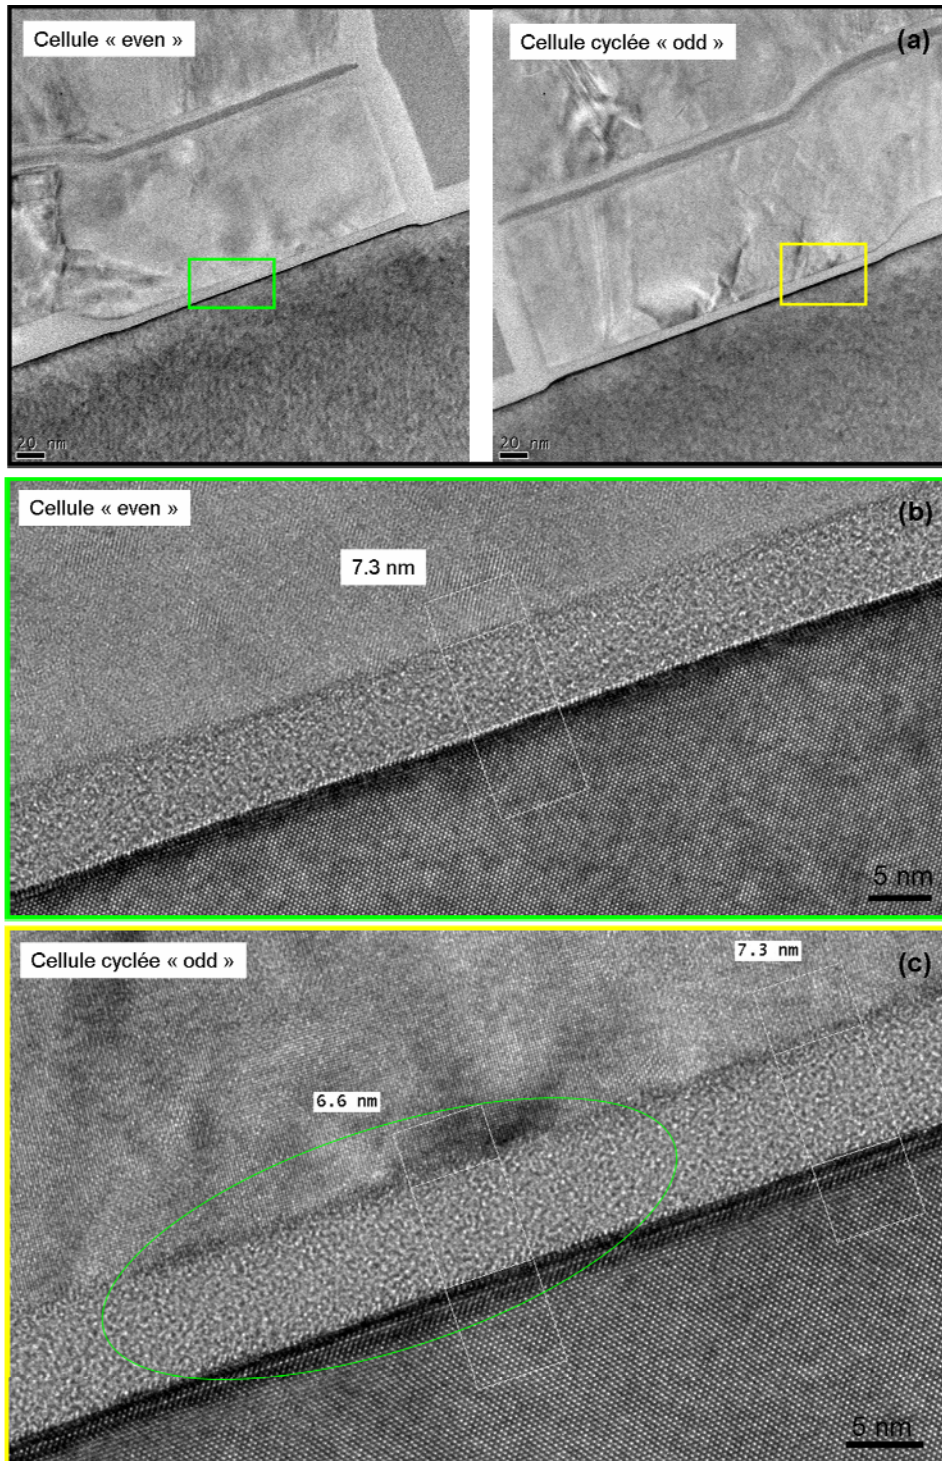 Cellule « even »
Cellule cyclée « odd »
(a)
20 nm
20 nm
Cellule « even »
(b)
7.3 nm
5 nm
Cellule cyclée « odd »
7.3 nm
(c)
6.6 nm
5 nm